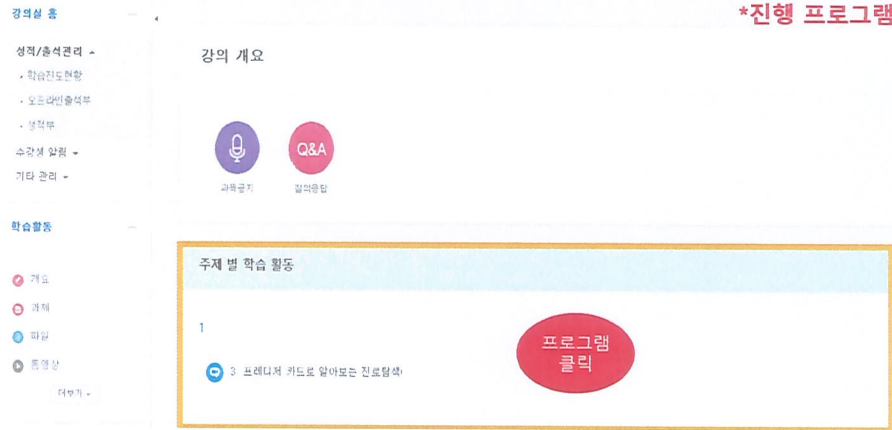 강의실 홈
*진행 프로그램
성적/출석관리
강의 개요
• 학습진도현황
• 오프라인출석부
• 성적부
수강생 알림
기타 관리
Q&A
과목공지
질의응답
학습활동
주제 별 학습 활동
개요
과제
파일
동영상
더보기
1
프로그램
클릭
3. 프레디저 카드로 알아보는 진로탐색